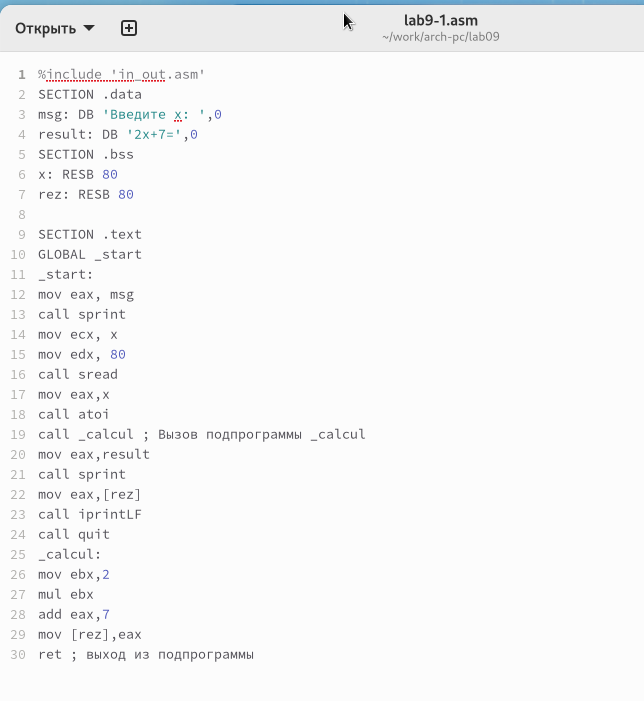 Открыть
lab9-1.asm
~/work/arch-pc/lab09
1 %include 'in_out.asm'
2 SECTION .data
3 msg: DB 'Введите x: ',0
4 result: DB '2x+7=',0
5 SECTION .bss
6 x: RESB 80
7 rez: RESB 80
8
9 SECTION .text
10 GLOBAL _start
11 _start:
12 mov eax, msg
13 call sprint
14 mov ecx, x
15 mov edx, 80
16 call sread
17 mov eax,x
18 call atoi
19 call _calcul ; Вызов подпрограммы _calcul
20 mov eax,result
21 call sprint
22 mov eax,[rez]
23 call iprintLF
24 call quit
25 _calcul:
26 mov ebx,2
27 mul ebx
28 add eax,7
29 mov [rez],eax
30 ret ; выход из подпрограммы